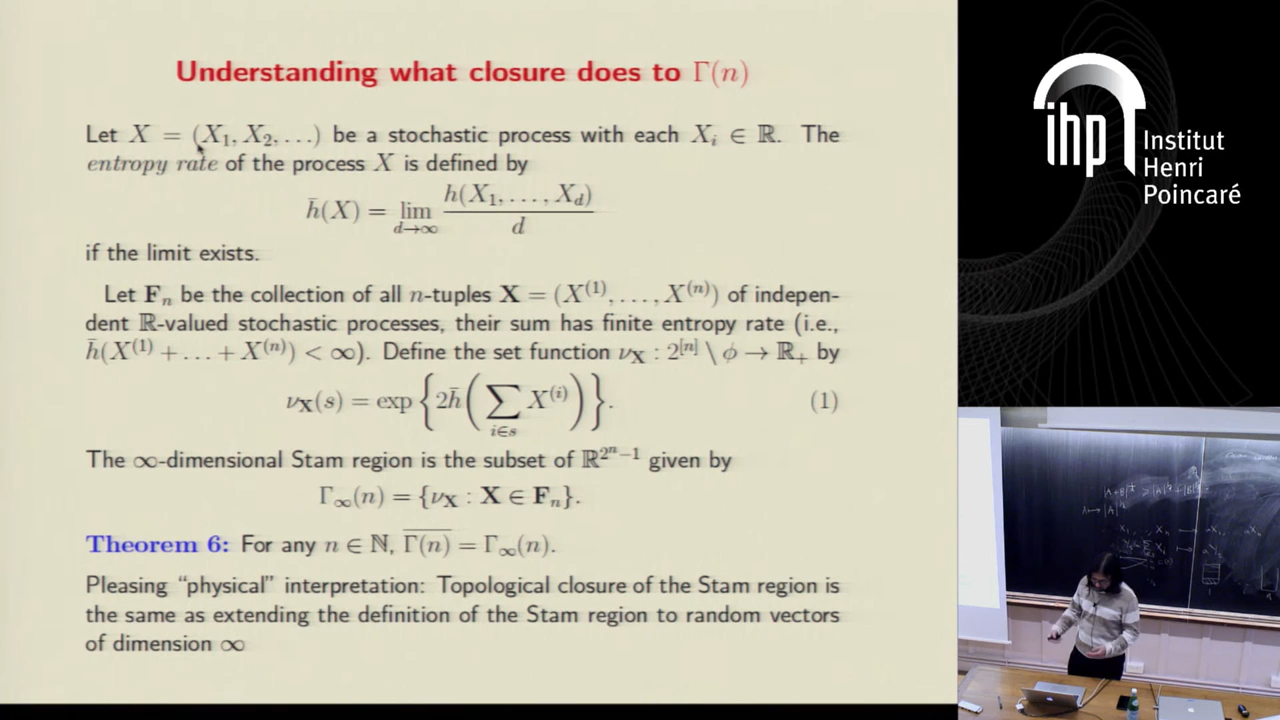 Understanding what closure does to Γ(n)
Let X = (X₁, X₂, . . .) be a stochastic process with each Xᵢ ∈ ℝ. The
entropy rate of the process X is defined by
h̄(X) = lim_{d→∞} h(X₁, . . . , X_d) / d
if the limit exists.
Let Fₙ be the collection of all n-tuples X = (X⁽¹⁾, . . . , X⁽ⁿ⁾) of indepen-
dent ℝ-valued stochastic processes, their sum has finite entropy rate (i.e.,
h̄(X⁽¹⁾ + . . . + X⁽ⁿ⁾) < ∞). Define the set function ν_X : 2^{[n]} \ ϕ → ℝ₊ by
ν_X(s) = exp { 2h̄ ( ∑_{i∈s} X⁽ⁱ⁾ ) }. (1)
The ∞-dimensional Stam region is the subset of ℝ^{2ⁿ−1} given by
Γ_∞(n) = {ν_X : X ∈ Fₙ}.
Theorem 6: For any n ∈ ℕ, \overline{Γ(n)} = Γ_∞(n).
Pleasing “physical” interpretation: Topological closure of the Stam region is
the same as extending the definition of the Stam region to random vectors
of dimension ∞
ihp
Institut
Henri
Poincaré